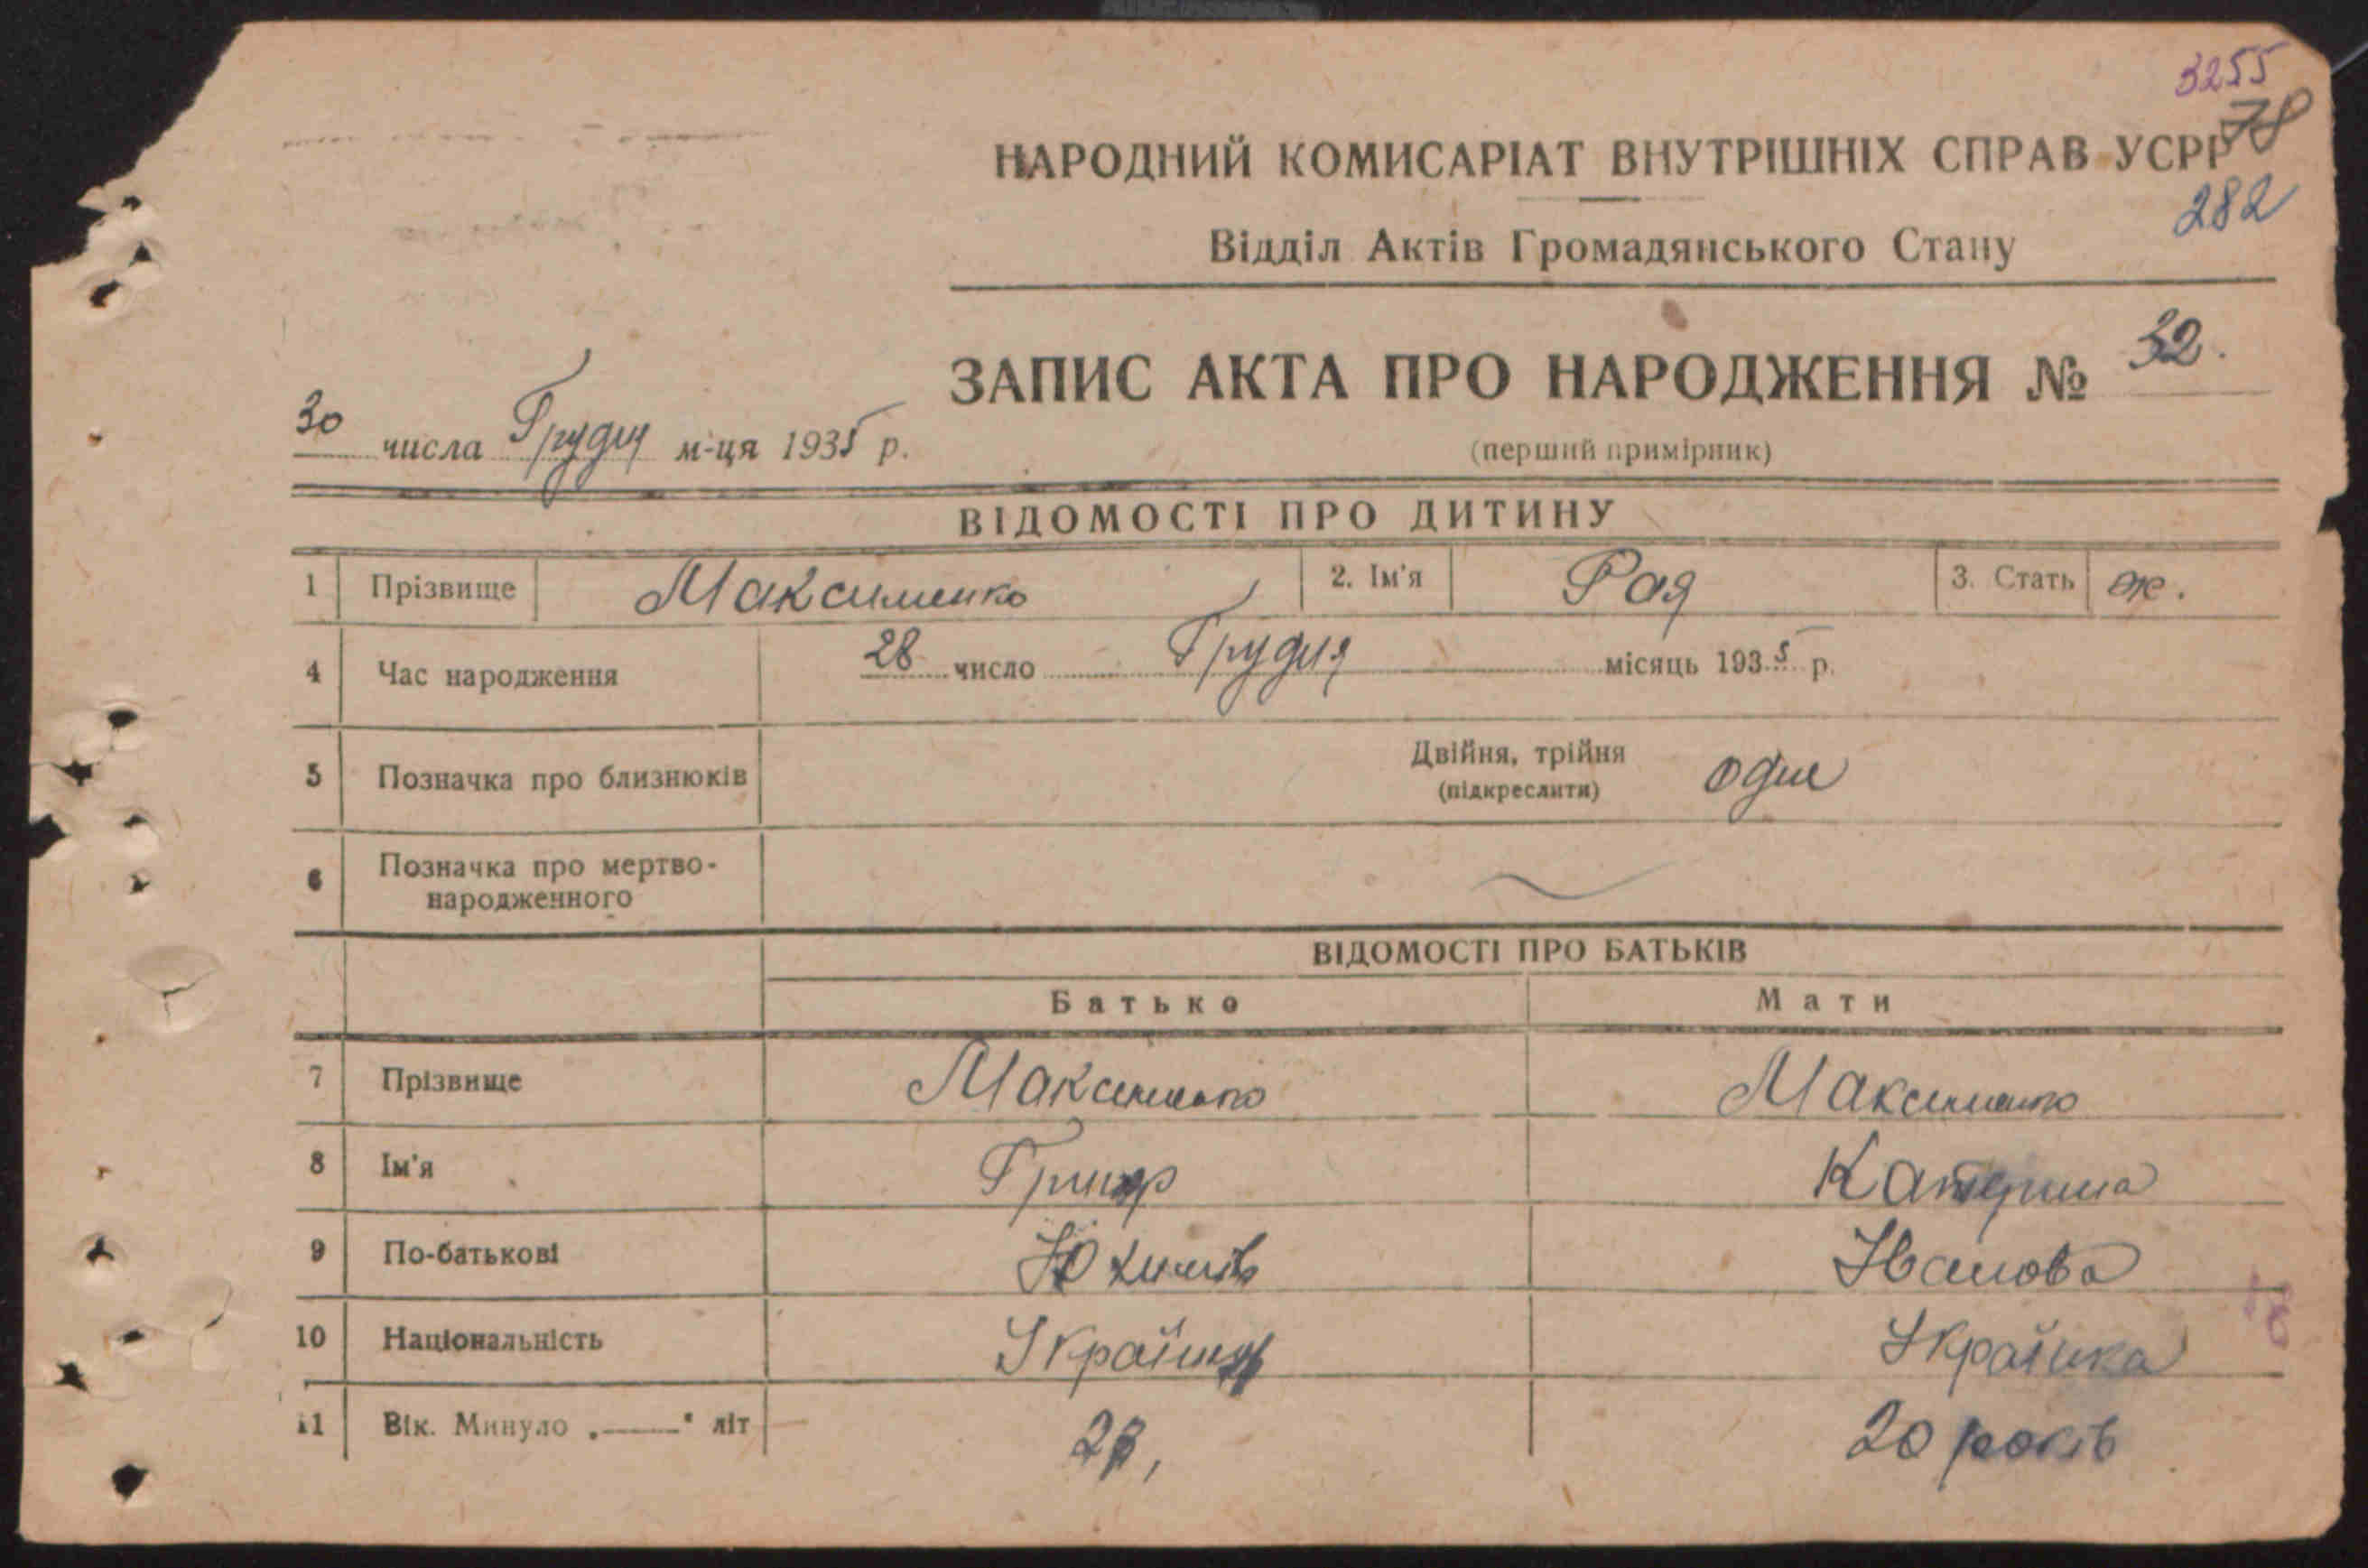 3255
78
НАРОДНИЙ КОМИСАРІАТ ВНУТРІШНІХ СПРАВ УСРР
282
Відділ Актів Громадянського Стану
ЗАПИС АКТА ПРО НАРОДЖЕННЯ № 32.
30 числа Грудня м-ця 1935 р.
(перший примірник)
ВІДОМОСТІ ПРО ДИТИНУ
1 Прізвище Максименко 2. Ім'я Рая 3. Стать ж.
4 Час народження 28 число Грудня місяць 1935 р.
5 Позначка про близнюків Двійня, трійня (підкреслити) одне
6 Позначка про мертво-
народженного
ВІДОМОСТІ ПРО БАТЬКІВ
Батько Мати
7 Прізвище Максименко Максименко
8 Ім'я Григор Катерина
9 По-батькові Юхимів Іванова
10 Національність Українець Українка
11 Вік. Минуло „——" літ 20 років